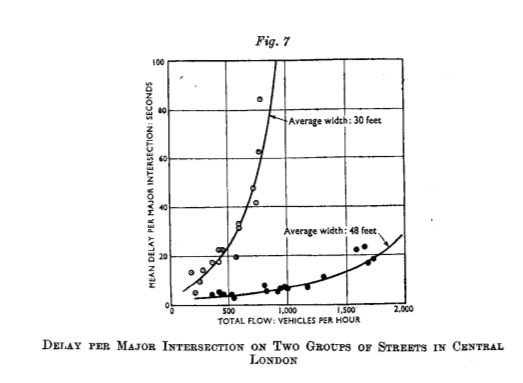 Fig. 7
MEAN DELAY PER MAJOR INTERSECTION: SECONDS
100
80
60
40
20
0
Average width: 30 feet
Average width: 48 feet
0 500 1,000 1,500 2,000
TOTAL FLOW: VEHICLES PER HOUR
DELAY PER MAJOR INTERSECTION ON TWO GROUPS OF STREETS IN CENTRAL
LONDON